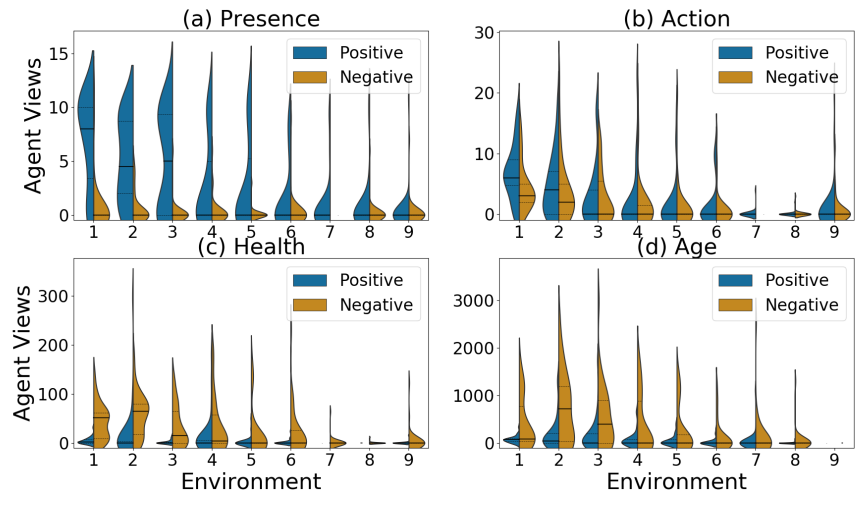 (a) Presence
(b) Action
Agent Views
15
10
5
0
Positive
Negative
1 2 3 4 5 6 7 8 9
30
20
10
0
Positive
Negative
1 2 3 4 5 6 7 8 9
(c) Health
(d) Age
Agent Views
300
200
100
0
Positive
Negative
1 2 3 4 5 6 7 8 9
Environment
3000
2000
1000
0
Positive
Negative
1 2 3 4 5 6 7 8 9
Environment